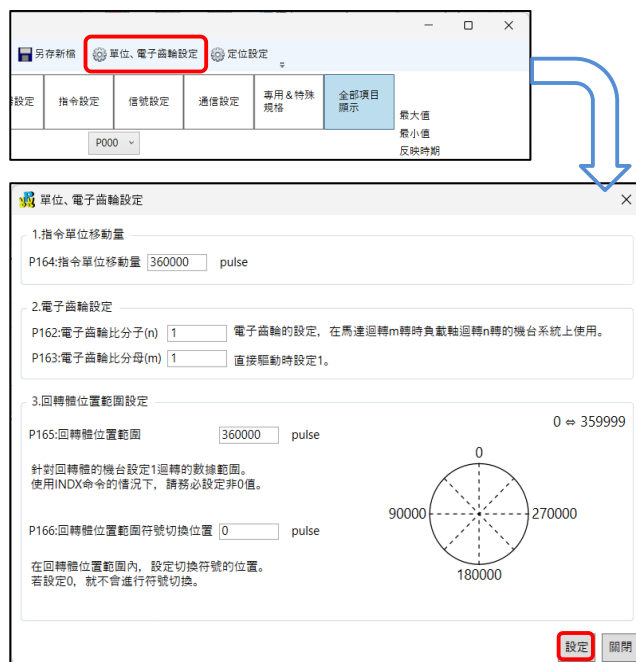 另存新檔 單位、電子齒輪設定 定位設定
設定 指令設定 信號設定 通信設定 專用&特殊規格 全部項目顯示
最大值
最小值
P000
反映時期
單位、電子齒輪設定
1.指令單位移動量
P164:指令單位移動量 360000 pulse
2.電子齒輪設定
P162:電子齒輪比分子(n) 1 電子齒輪的設定，在馬達迴轉m轉時負載軸迴轉n轉的機台系統上使用。
P163:電子齒輪比分母(m) 1 直接驅動時設定1。
3.回轉體位置範圍設定
0 ⇔ 359999
P165:回轉體位置範圍 360000 pulse
針對回轉體的機台設定1迴轉的數據範圍。
使用INDX命令的情況下，請務必設定非0值。
0
90000 270000
180000
P166:回轉體位置範圍符號切換位置 0 pulse
在回轉體位置範圍內，設定切換符號的位置。
若設定0，就不會進行符號切換。
設定 關閉